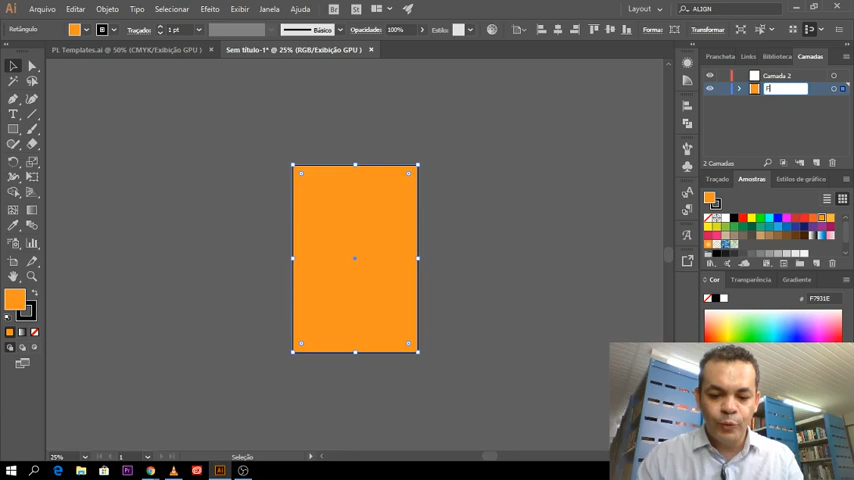 Ai Arquivo Editar Objeto Tipo Selecionar Efeito Exibir Janela Ajuda Br St Layout ALIGN
Retângulo Traçado: 1 pt Básico Opacidade: 100% Estilo: Forma: Transformar
PL Templates.ai @ 50% (CMYK/Exibição GPU ) × Sem título-1* @ 25% (RGB/Exibição GPU ) ×
Prancheta Links Biblioteca Camadas
Camada 2
F
2 Camadas
Traçado Amostras Estilos de gráfico
Cor Transparência Gradiente
# F7931E
25% 1 Seleção